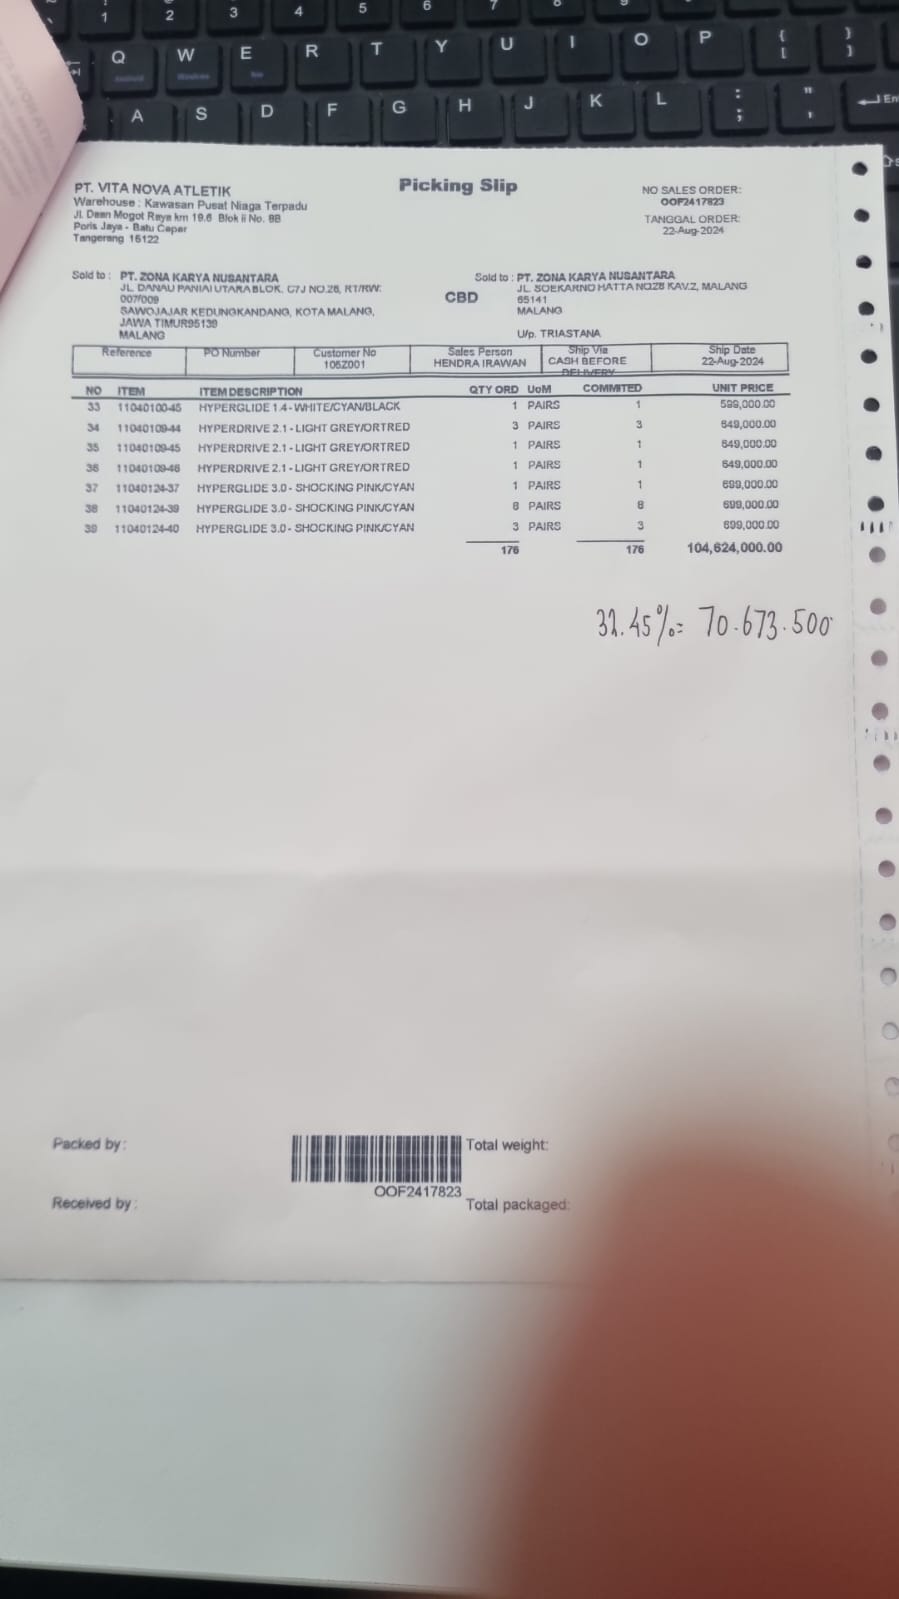 1 2 3 4 5 6 7 8 9
Q W E R T Y U I O P { [ } ]
A S D F G H J K L : ; " ' En
Picking Slip
PT. VITA NOVA ATLETIK
Warehouse : Kawasan Pusat Niaga Terpadu
Jl. Daan Mogot Raya km 19.6 Blok ii No. 8B
Poris Jaya - Batu Ceper
Tangerang 15122
NO SALES ORDER:
OOF2417823
TANGGAL ORDER:
22-Aug-2024
Sold to : PT. ZONA KARYA NUSANTARA
JL. DANAU PANIAI UTARA BLOK. C7J NO.28, RT/RW:
007/009
SAWOJAJAR KEDUNGKANDANG, KOTA MALANG,
JAWA TIMUR65139
MALANG
CBD
Sold to : PT. ZONA KARYA NUSANTARA
JL. SOEKARNO HATTA NO.28 KAV.2, MALANG
65141
MALANG
U/p. TRIASTANA
Reference PO Number Customer No Sales Person Ship Via Ship Date
105Z001 HENDRA IRAWAN CASH BEFORE DELIVERY 22-Aug-2024
NO ITEM ITEM DESCRIPTION QTY ORD UoM COMMITED UNIT PRICE
33 11040100-45 HYPERGLIDE 1.4 - WHITE/CYAN/BLACK 1 PAIRS 1 599,000.00
34 11040109-44 HYPERDRIVE 2.1 - LIGHT GREY/ORTRED 3 PAIRS 3 649,000.00
35 11040109-45 HYPERDRIVE 2.1 - LIGHT GREY/ORTRED 1 PAIRS 1 649,000.00
36 11040109-46 HYPERDRIVE 2.1 - LIGHT GREY/ORTRED 1 PAIRS 1 649,000.00
37 11040124-37 HYPERGLIDE 3.0 - SHOCKING PINK/CYAN 1 PAIRS 1 699,000.00
38 11040124-39 HYPERGLIDE 3.0 - SHOCKING PINK/CYAN 8 PAIRS 8 699,000.00
39 11040124-40 HYPERGLIDE 3.0 - SHOCKING PINK/CYAN 3 PAIRS 3 699,000.00
176 176 104,624,000.00
32.45% = 70.673.500
Packed by :
Total weight:
OOF2417823
Received by :
Total packaged: